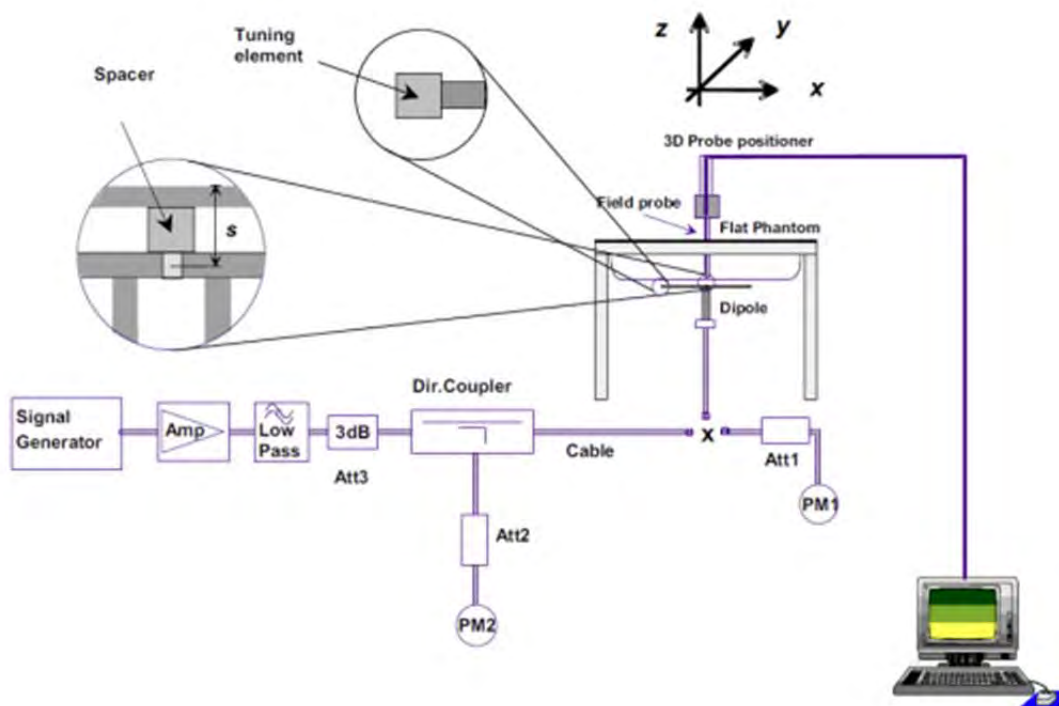 Tuning
element
Spacer
z
y
x
3D Probe positioner
Field probe
Flat Phantom
s
Dipole
Dir.Coupler
Signal
Generator
Amp
Low
Pass
3dB
Att3
Cable
x
Att1
PM1
Att2
PM2